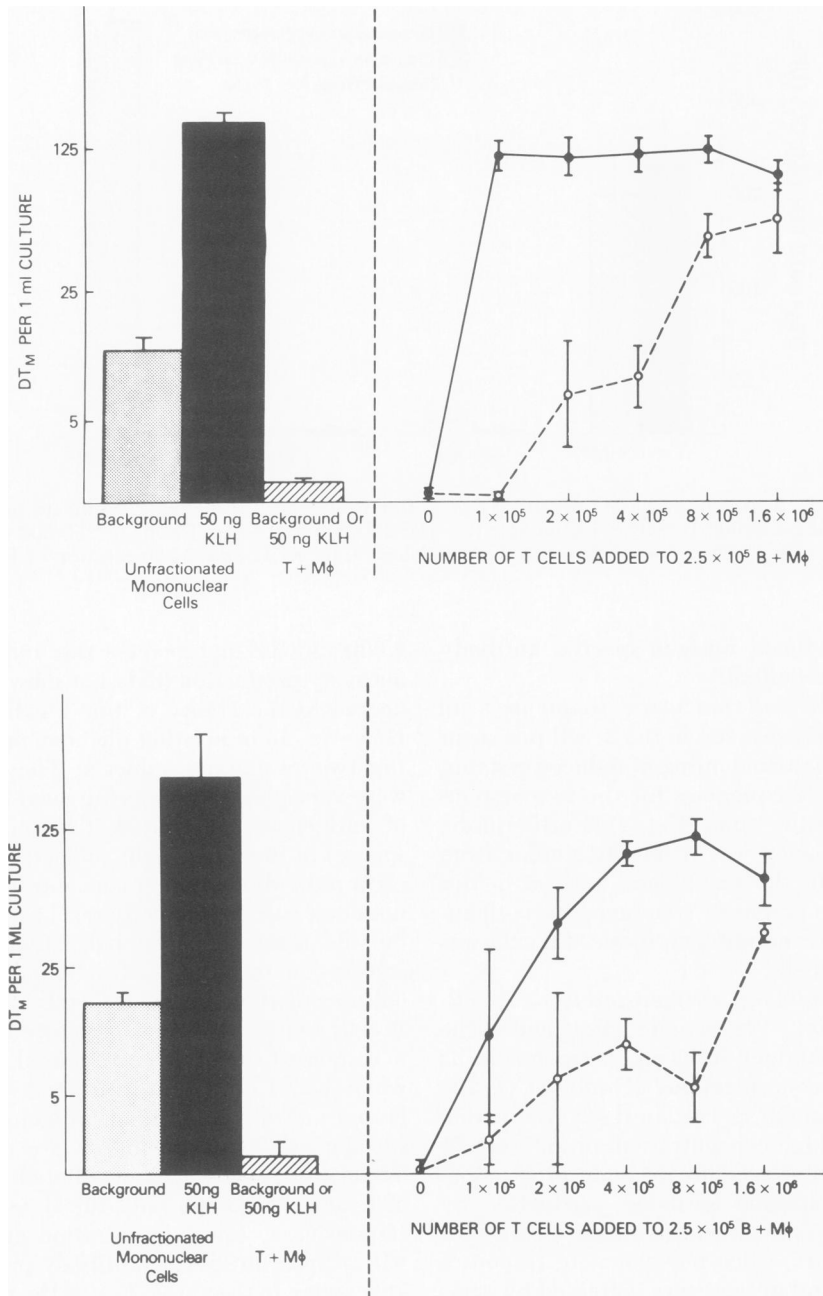 DT_M PER 1 ml CULTURE
125
25
5
Background
50 ng
KLH
Background Or
50 ng KLH
Unfractionated
Mononuclear
Cells
T + Mϕ
0
1 × 10⁵
2 × 10⁵
4 × 10⁵
8 × 10⁵
1.6 × 10⁶
NUMBER OF T CELLS ADDED TO 2.5 × 10⁵ B + Mϕ
DT_M PER 1 ML CULTURE
125
25
5
Background
50ng
KLH
Background or
50ng KLH
Unfractionated
Mononuclear
Cells
T + Mϕ
0
1 × 10⁵
2 × 10⁵
4 × 10⁵
8 × 10⁵
1.6 × 10⁶
NUMBER OF T CELLS ADDED TO 2.5 × 10⁵ B + Mϕ